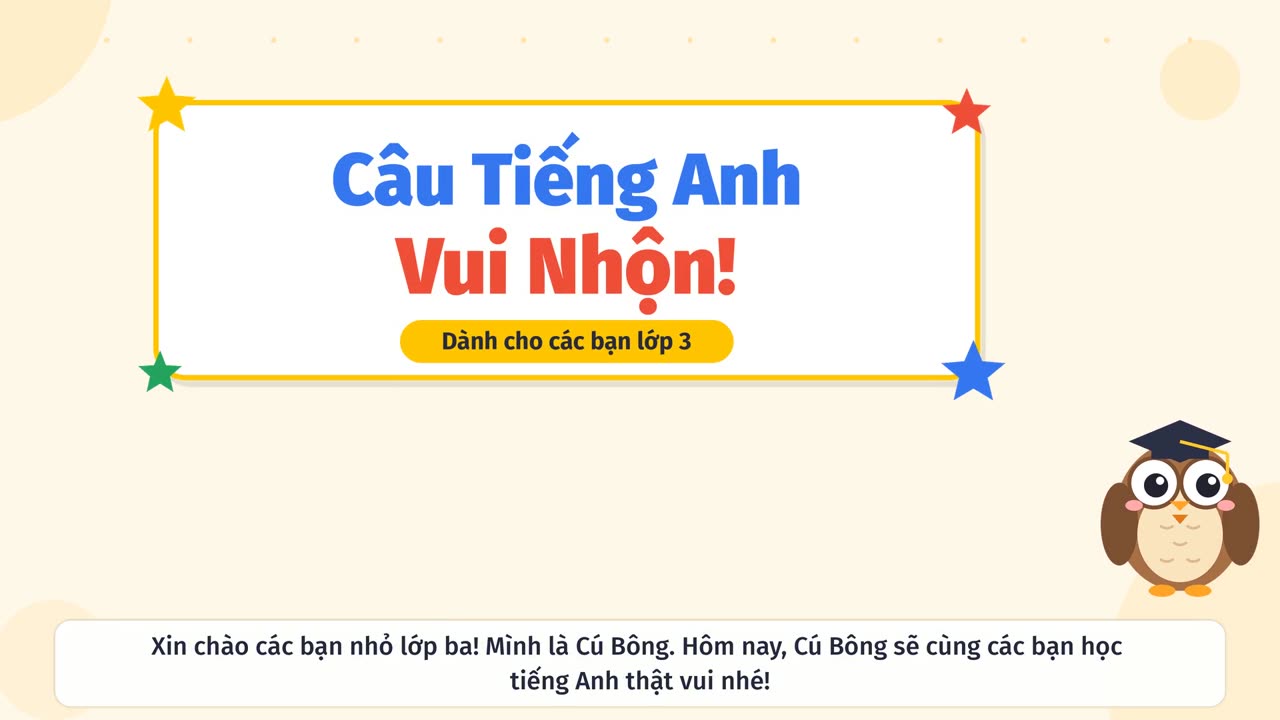 Câu Tiếng Anh
Vui Nhộn!
Dành cho các bạn lớp 3
Xin chào các bạn nhỏ lớp ba! Mình là Cú Bông. Hôm nay, Cú Bông sẽ cùng các bạn học
tiếng Anh thật vui nhé!